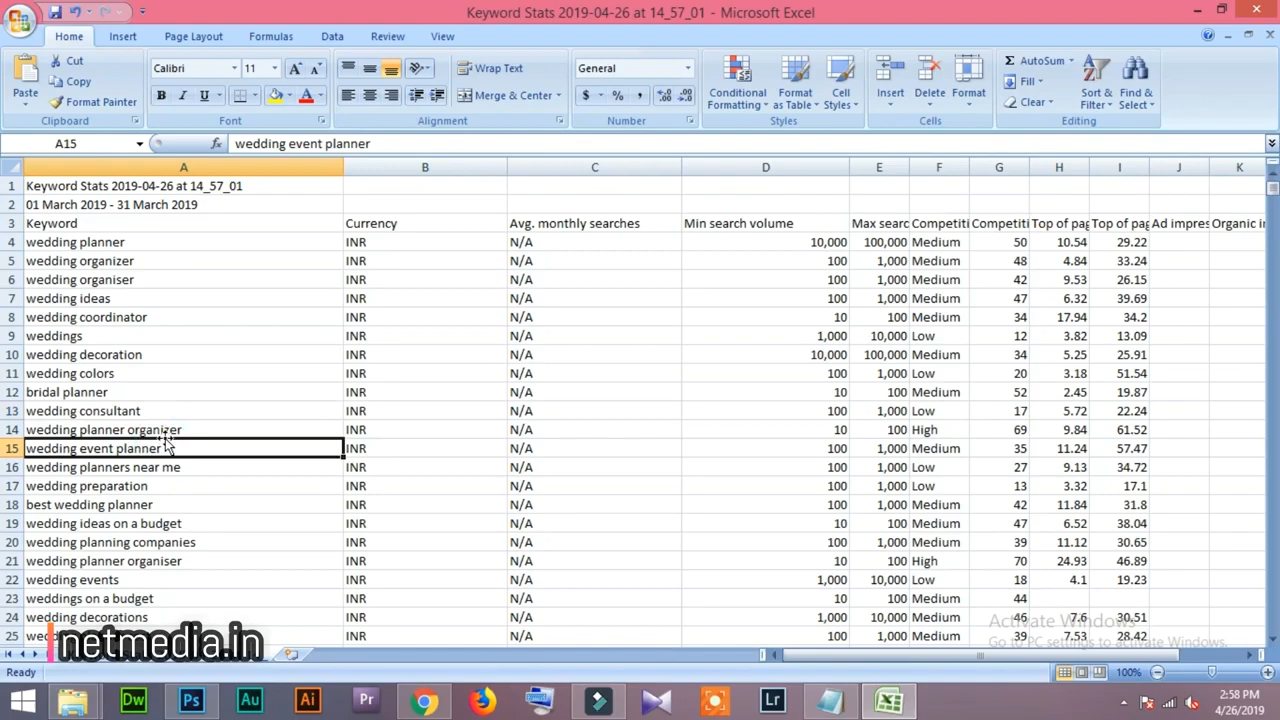 Keyword Stats 2019-04-26 at 14_57_01 - Microsoft Excel
Home Insert Page Layout Formulas Data Review View
Paste Cut Copy Format Painter Clipboard
Calibri 11 B I U A A A Font
Wrap Text Merge & Center Alignment
General $ % , Number
Conditional Formatting Format as Table Cell Styles Styles
Insert Delete Format Cells
AutoSum Fill Clear Sort & Filter Find & Select Editing
A15 fx wedding event planner
A B C D E F G H I J K
1 Keyword Stats 2019-04-26 at 14_57_01
2 01 March 2019 - 31 March 2019
3 Keyword Currency Avg. monthly searches Min search volume Max searc Competiti Competiti Top of pag Top of pag Ad impres Organic in
4 wedding planner INR N/A 10,000 100,000 Medium 50 10.54 29.22
5 wedding organizer INR N/A 100 1,000 Medium 48 4.84 33.24
6 wedding organiser INR N/A 100 1,000 Medium 42 9.53 26.15
7 wedding ideas INR N/A 100 1,000 Medium 47 6.32 39.69
8 wedding coordinator INR N/A 10 100 Medium 34 17.94 34.2
9 weddings INR N/A 1,000 10,000 Low 12 3.82 13.09
10 wedding decoration INR N/A 10,000 100,000 Medium 34 5.25 25.91
11 wedding colors INR N/A 100 1,000 Low 20 3.18 51.54
12 bridal planner INR N/A 10 100 Medium 52 2.45 19.87
13 wedding consultant INR N/A 100 1,000 Low 17 5.72 22.24
14 wedding planner organizer INR N/A 10 100 High 69 9.84 61.52
15 wedding event planner INR N/A 100 1,000 Medium 35 11.24 57.47
16 wedding planners near me INR N/A 100 1,000 Low 27 9.13 34.72
17 wedding preparation INR N/A 100 1,000 Low 13 3.32 17.1
18 best wedding planner INR N/A 100 1,000 Medium 42 11.84 31.8
19 wedding ideas on a budget INR N/A 10 100 Medium 47 6.52 38.04
20 wedding planning companies INR N/A 100 1,000 Medium 39 11.12 30.65
21 wedding planner organiser INR N/A 10 100 High 70 24.93 46.89
22 wedding events INR N/A 1,000 10,000 Low 18 4.1 19.23
23 weddings on a budget INR N/A 10 100 Medium 44
24 wedding decorations INR N/A 1,000 10,000 Medium 46 7.6 30.51
25 INR N/A 100 1,000 Medium 39 7.53 28.42
Activate Windows
Go to PC settings to activate Windows.
netmedia.in
Ready 100%
Dw Ps Au Ai Pr Lr
2:58 PM
4/26/2019